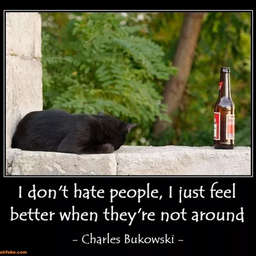 I don't hate people, I just feel
better when they're not around
- Charles Bukowski -